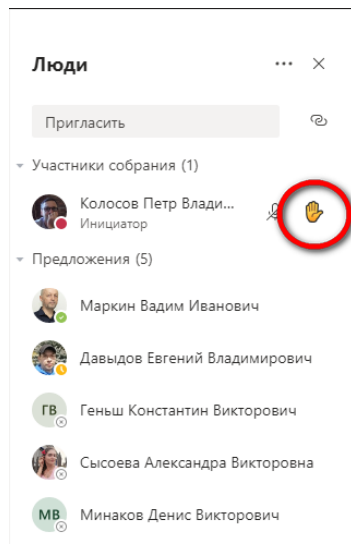 Люди
Пригласить
Участники собрания (1)
Колосов Петр Влади...
Инициатор
Предложения (5)
Маркин Вадим Иванович
Давыдов Евгений Владимирович
ГВ Геньш Константин Викторович
Сысоева Александра Викторовна
МВ Минаков Денис Викторович